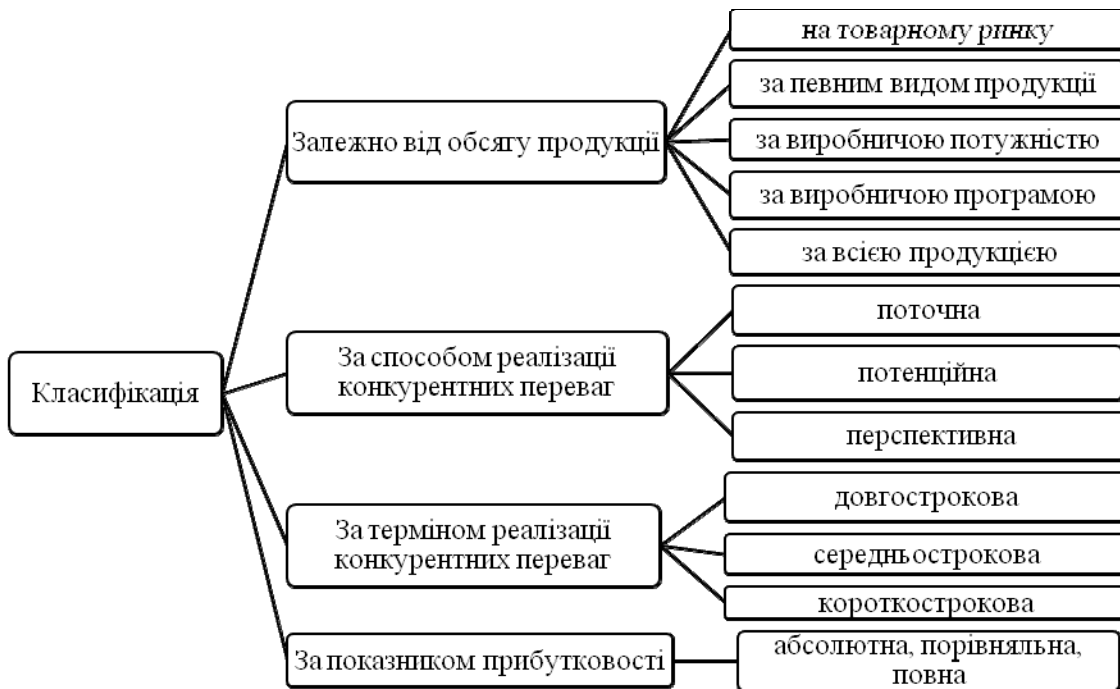 Класифікація
Залежно від обсягу продукції
на товарному ринку
за певним видом продукції
за виробничою потужністю
за виробничою програмою
за всією продукцією
За способом реалізації
конкурентних переваг
поточна
потенційна
перспективна
За терміном реалізації
конкурентних переваг
довгострокова
середньострокова
короткострокова
За показником прибутковості
абсолютна, порівняльна,
повна